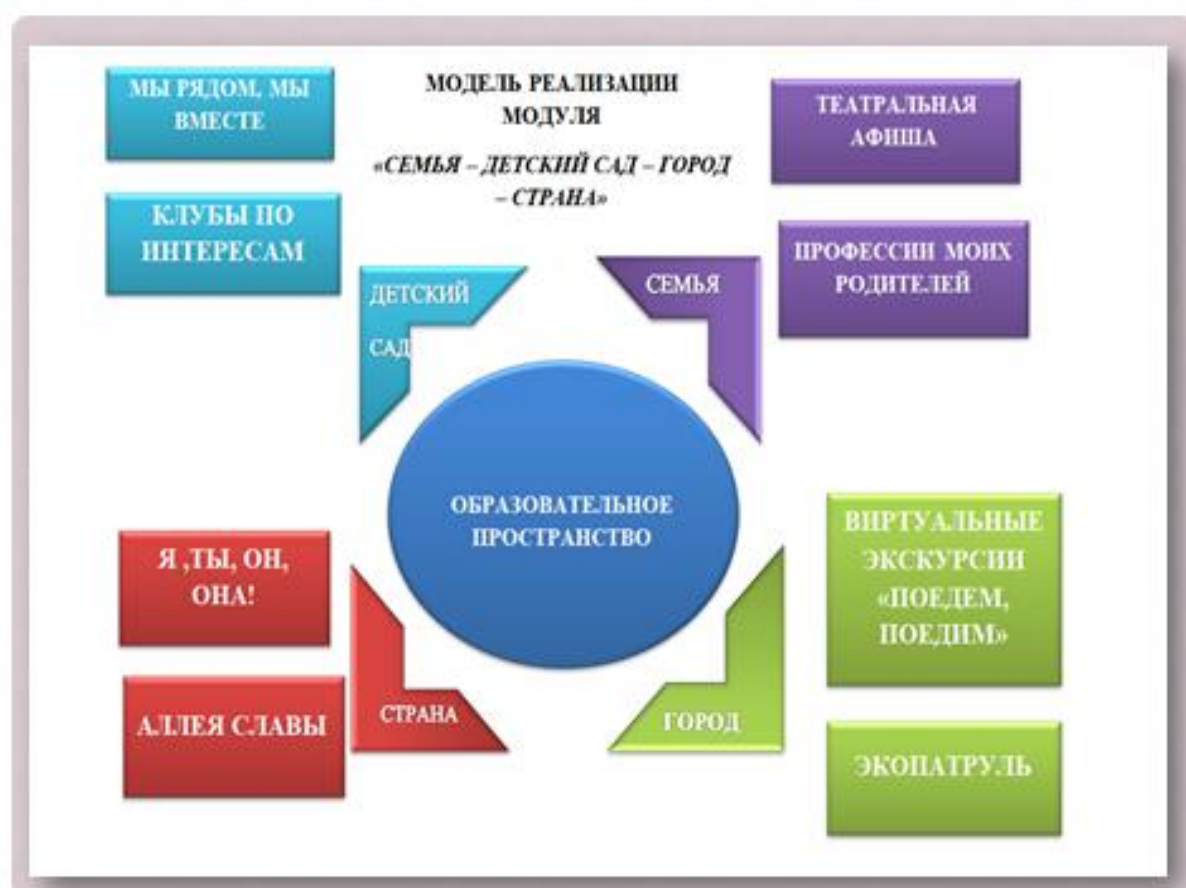 МОДЕЛЬ РЕАЛИЗАЦИИ
МОДУЛЯ
«СЕМЬЯ – ДЕТСКИЙ САД – ГОРОД
– СТРАНА»
МЫ РЯДОМ, МЫ
ВМЕСТЕ
КЛУБЫ ПО
ИНТЕРЕСАМ
ДЕТСКИЙ
САД
ТЕАТРАЛЬНАЯ
АФИША
ПРОФЕССИИ МОИХ
РОДИТЕЛЕЙ
СЕМЬЯ
ОБРАЗОВАТЕЛЬНОЕ
ПРОСТРАНСТВО
Я ,ТЫ, ОН,
ОНА!
АЛЛЕЯ СЛАВЫ
СТРАНА
ГОРОД
ВИРТУАЛЬНЫЕ
ЭКСКУРСИИ
«ПОЕДЕМ,
ПОЕДИМ»
ЭКОПАТРУЛЬ